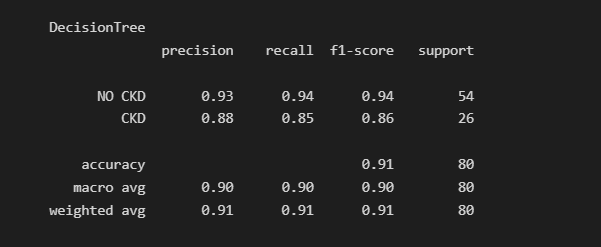 DecisionTree
precision recall f1-score support
NO CKD 0.93 0.94 0.94 54
CKD 0.88 0.85 0.86 26
accuracy 0.91 80
macro avg 0.90 0.90 0.90 80
weighted avg 0.91 0.91 0.91 80